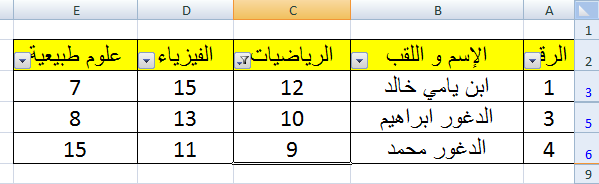 A B C D E
1
2 الرق الإسم و اللقب الرياضيات الفيزياء علوم طبيعية
3 1 ابن يامي خالد 12 15 7
5 3 الدغور ابراهيم 10 13 8
6 4 الدغور محمد 9 11 15
9